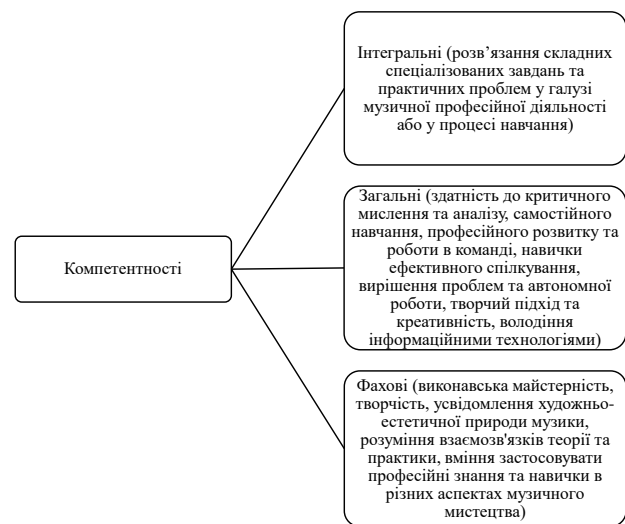 Інтегральні (розв’язання складних
спеціалізованих завдань та
практичних проблем у галузі
музичної професійної діяльності
або у процесі навчання)
Компетентності
Загальні (здатність до критичного
мислення та аналізу, самостійного
навчання, професійного розвитку та
роботи в команді, навички
ефективного спілкування,
вирішення проблем та автономної
роботи, творчий підхід та
креативність, володіння
інформаційними технологіями)
Фахові (виконавська майстерність,
творчість, усвідомлення художньо-
естетичної природи музики,
розуміння взаємозв'язків теорії та
практики, вміння застосовувати
професійні знання та навички в
різних аспектах музичного
мистецтва)